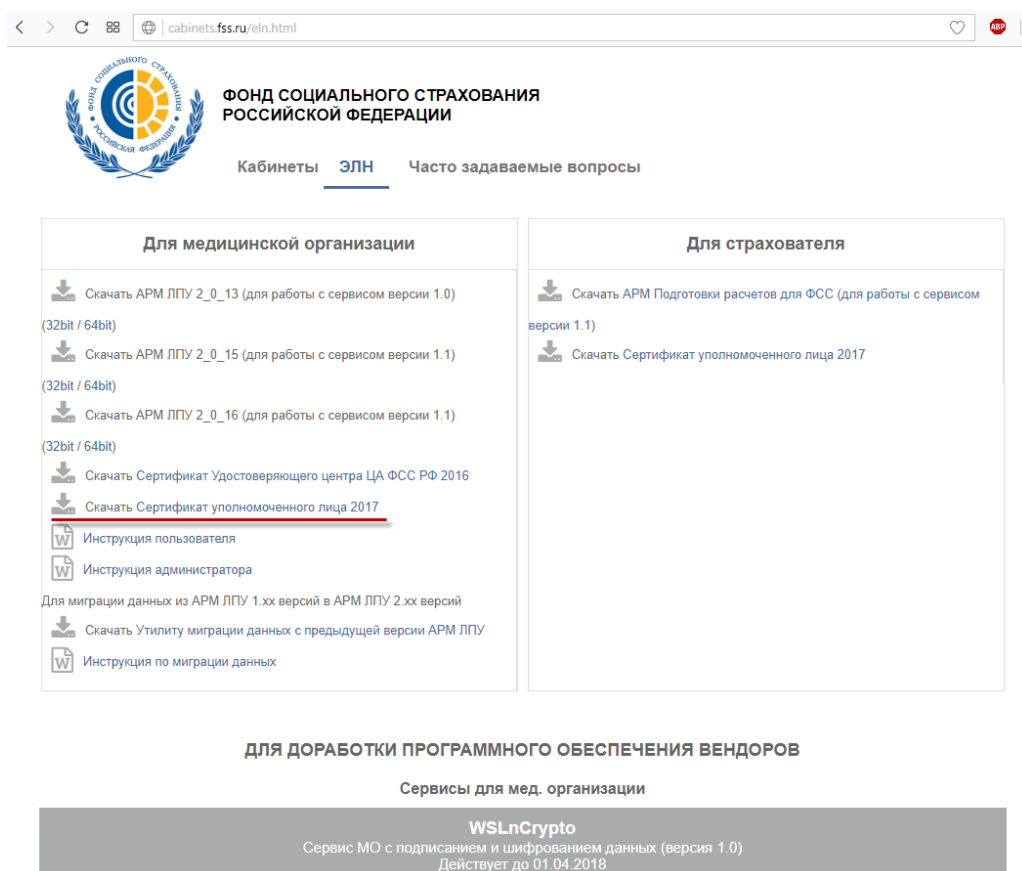 cabinets.fss.ru/eln.html
ABP
ФОНД СОЦИАЛЬНОГО СТРАХОВАНИЯ
РОССИЙСКОЙ ФЕДЕРАЦИИ
ФОНД СОЦИАЛЬНОГО СТРАХОВАНИЯ
РОССИЙСКОЙ ФЕДЕРАЦИИ
Кабинеты ЭЛН Часто задаваемые вопросы
Для медицинской организации
Скачать АРМ ЛПУ 2_0_13 (для работы с сервисом версии 1.0)
(32bit / 64bit)
Скачать АРМ ЛПУ 2_0_15 (для работы с сервисом версии 1.1)
(32bit / 64bit)
Скачать АРМ ЛПУ 2_0_16 (для работы с сервисом версии 1.1)
(32bit / 64bit)
Скачать Сертификат Удостоверяющего центра ЦА ФСС РФ 2016
Скачать Сертификат уполномоченного лица 2017
W Инструкция пользователя
W Инструкция администратора
Для миграции данных из АРМ ЛПУ 1.xx версий в АРМ ЛПУ 2.xx версий
Скачать Утилиту миграции данных с предыдущей версии АРМ ЛПУ
W Инструкция по миграции данных
Для страхователя
Скачать АРМ Подготовки расчетов для ФСС (для работы с сервисом
версии 1.1)
Скачать Сертификат уполномоченного лица 2017
ДЛЯ ДОРАБОТКИ ПРОГРАММНОГО ОБЕСПЕЧЕНИЯ ВЕНДОРОВ
Сервисы для мед. организации
WSLnCrypto
Сервис МО с подписанием и шифрованием данных (версия 1.0)
Действует до 01.04.2018